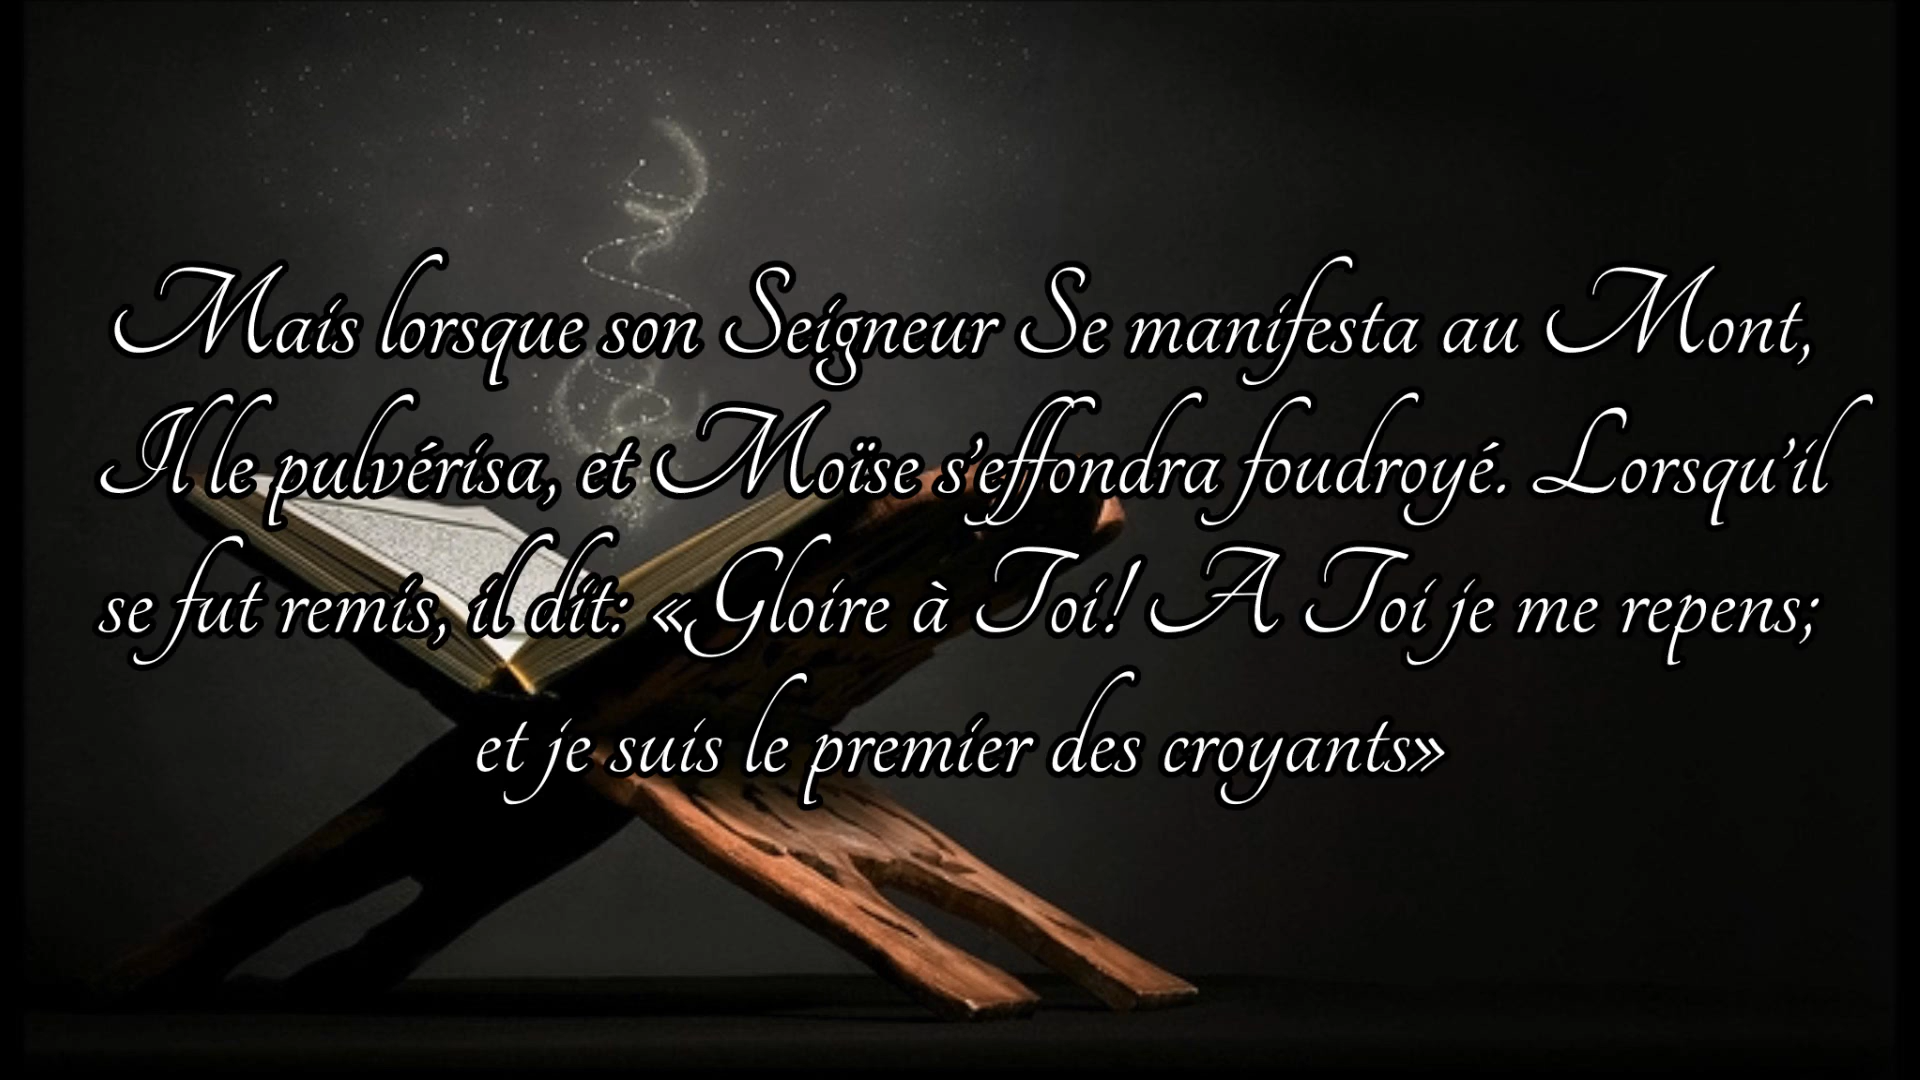 Mais lorsque son Seigneur Se manifesta au Mont,
Il le pulvérisa, et Moïse s'effondra foudroyé. Lorsqu'il
se fut remis, il dit: «Gloire à Toi! A Toi je me repens;
et je suis le premier des croyants»